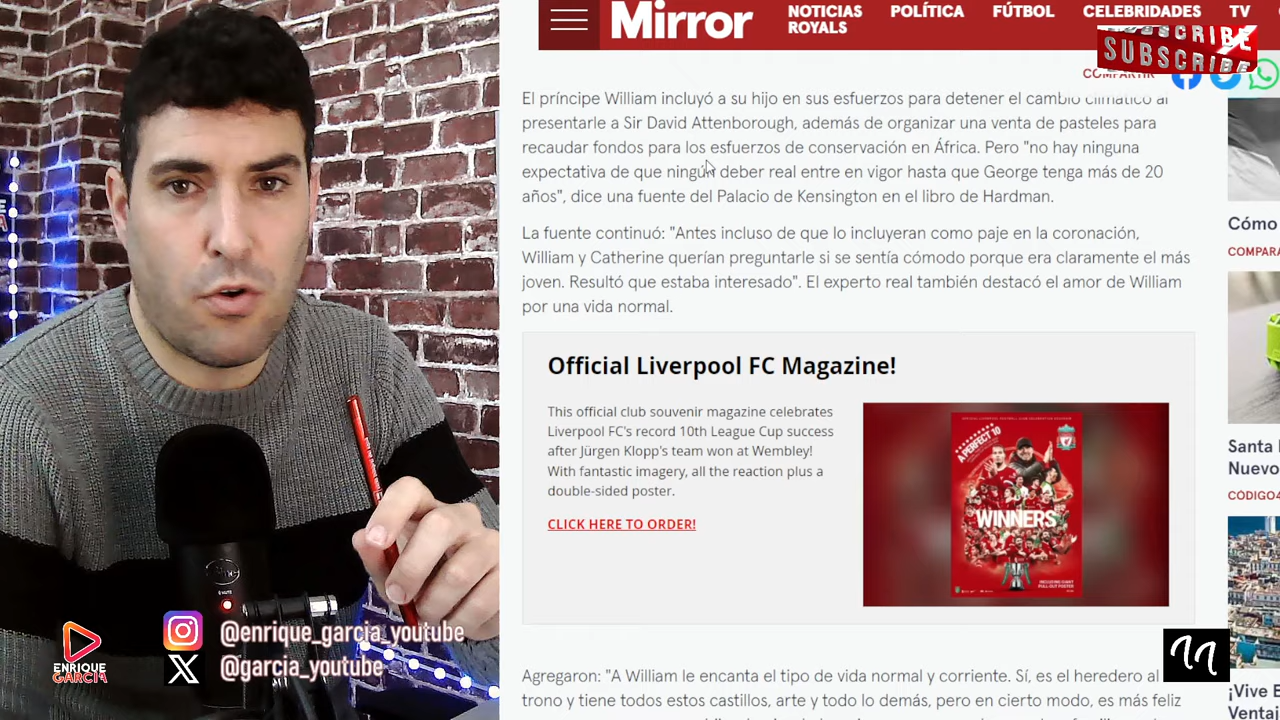 Mirror
NOTICIAS ROYALS
POLÍTICA
FÚTBOL
CELEBRIDADES
TV
SUBSCRIBE
COMPARTIR
El príncipe William incluyó a su hijo en sus esfuerzos para detener el cambio climático al
presentarle a Sir David Attenborough, además de organizar una venta de pasteles para
recaudar fondos para los esfuerzos de conservación en África. Pero "no hay ninguna
expectativa de que ningún deber real entre en vigor hasta que George tenga más de 20
años", dice una fuente del Palacio de Kensington en el libro de Hardman.
La fuente continuó: "Antes incluso de que lo incluyeran como paje en la coronación,
William y Catherine querían preguntarle si se sentía cómodo porque era claramente el más
joven. Resultó que estaba interesado". El experto real también destacó el amor de William
por una vida normal.
Official Liverpool FC Magazine!
This official club souvenir magazine celebrates
Liverpool FC's record 10th League Cup success
after Jürgen Klopp's team won at Wembley!
With fantastic imagery, all the reaction plus a
double-sided poster.
CLICK HERE TO ORDER!
A PERFECT 10
WINNERS
Agregaron: "A William le encanta el tipo de vida normal y corriente. Sí, es el heredero al
trono y tiene todos estos castillos, arte y todo lo demás, pero en cierto modo, es más feliz
Cómo
COMPARA
Santa
Nuevo
CÓDIGO4
¡Vive E
Ventaj
ENRIQUE
GARCIA
@enrique_garcia_youtube
@garcia_youtube